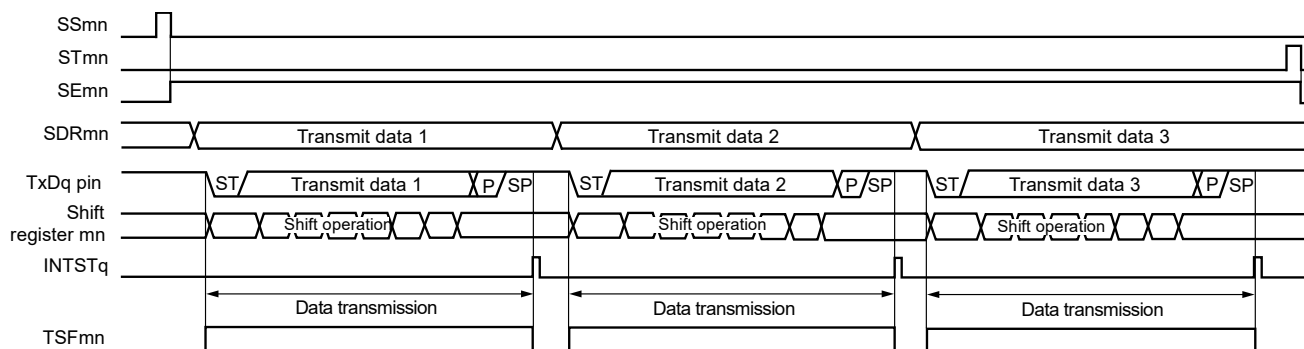 SSmn
STmn
SEmn
SDRmn Transmit data 1 Transmit data 2 Transmit data 3
TxDq pin ST Transmit data 1 P SP ST Transmit data 2 P SP ST Transmit data 3 P SP
Shift
register mn Shift operation Shift operation Shift operation
INTSTq
Data transmission Data transmission Data transmission
TSFmn